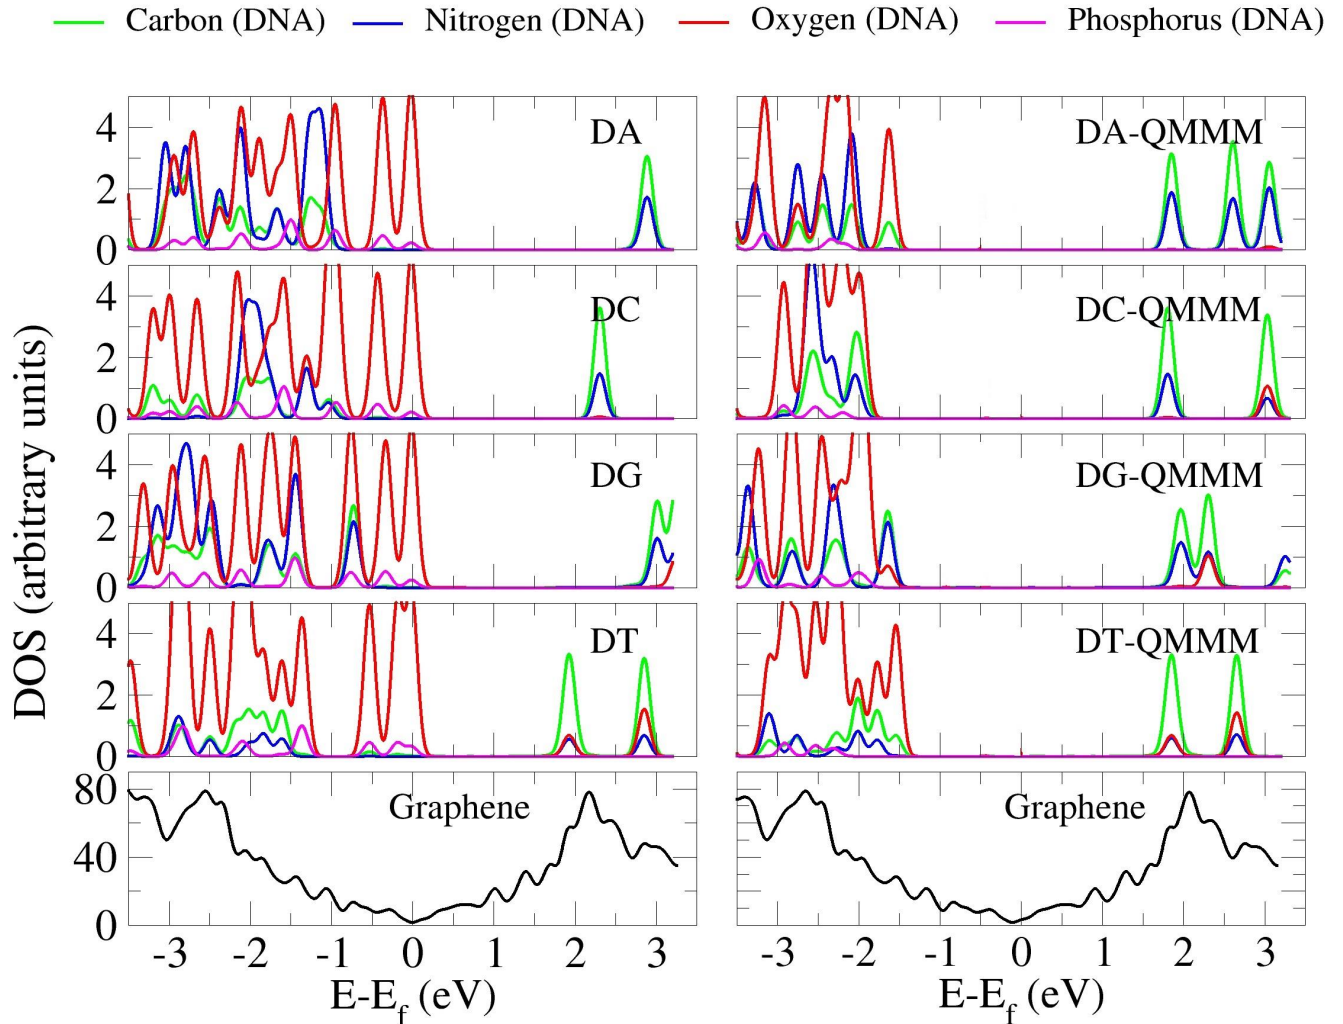 Carbon (DNA) Nitrogen (DNA) Oxygen (DNA) Phosphorus (DNA)
DOS (arbitrary units)
4 DA DA-QMMM
2
0
4 DC DC-QMMM
2
0
4 DG DG-QMMM
2
0
4 DT DT-QMMM
2
0
80 Graphene Graphene
40
0
-3 -2 -1 0 1 2 3 -3 -2 -1 0 1 2 3
E-Ef (eV) E-Ef (eV)